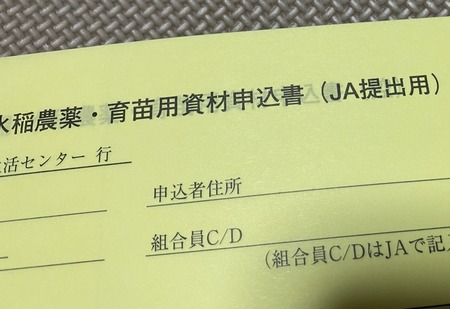 水稲農薬・育苗用資材申込書（JA提出用）
活センター 行
申込者住所
組合員C/D
（組合員C/DはJAで記入